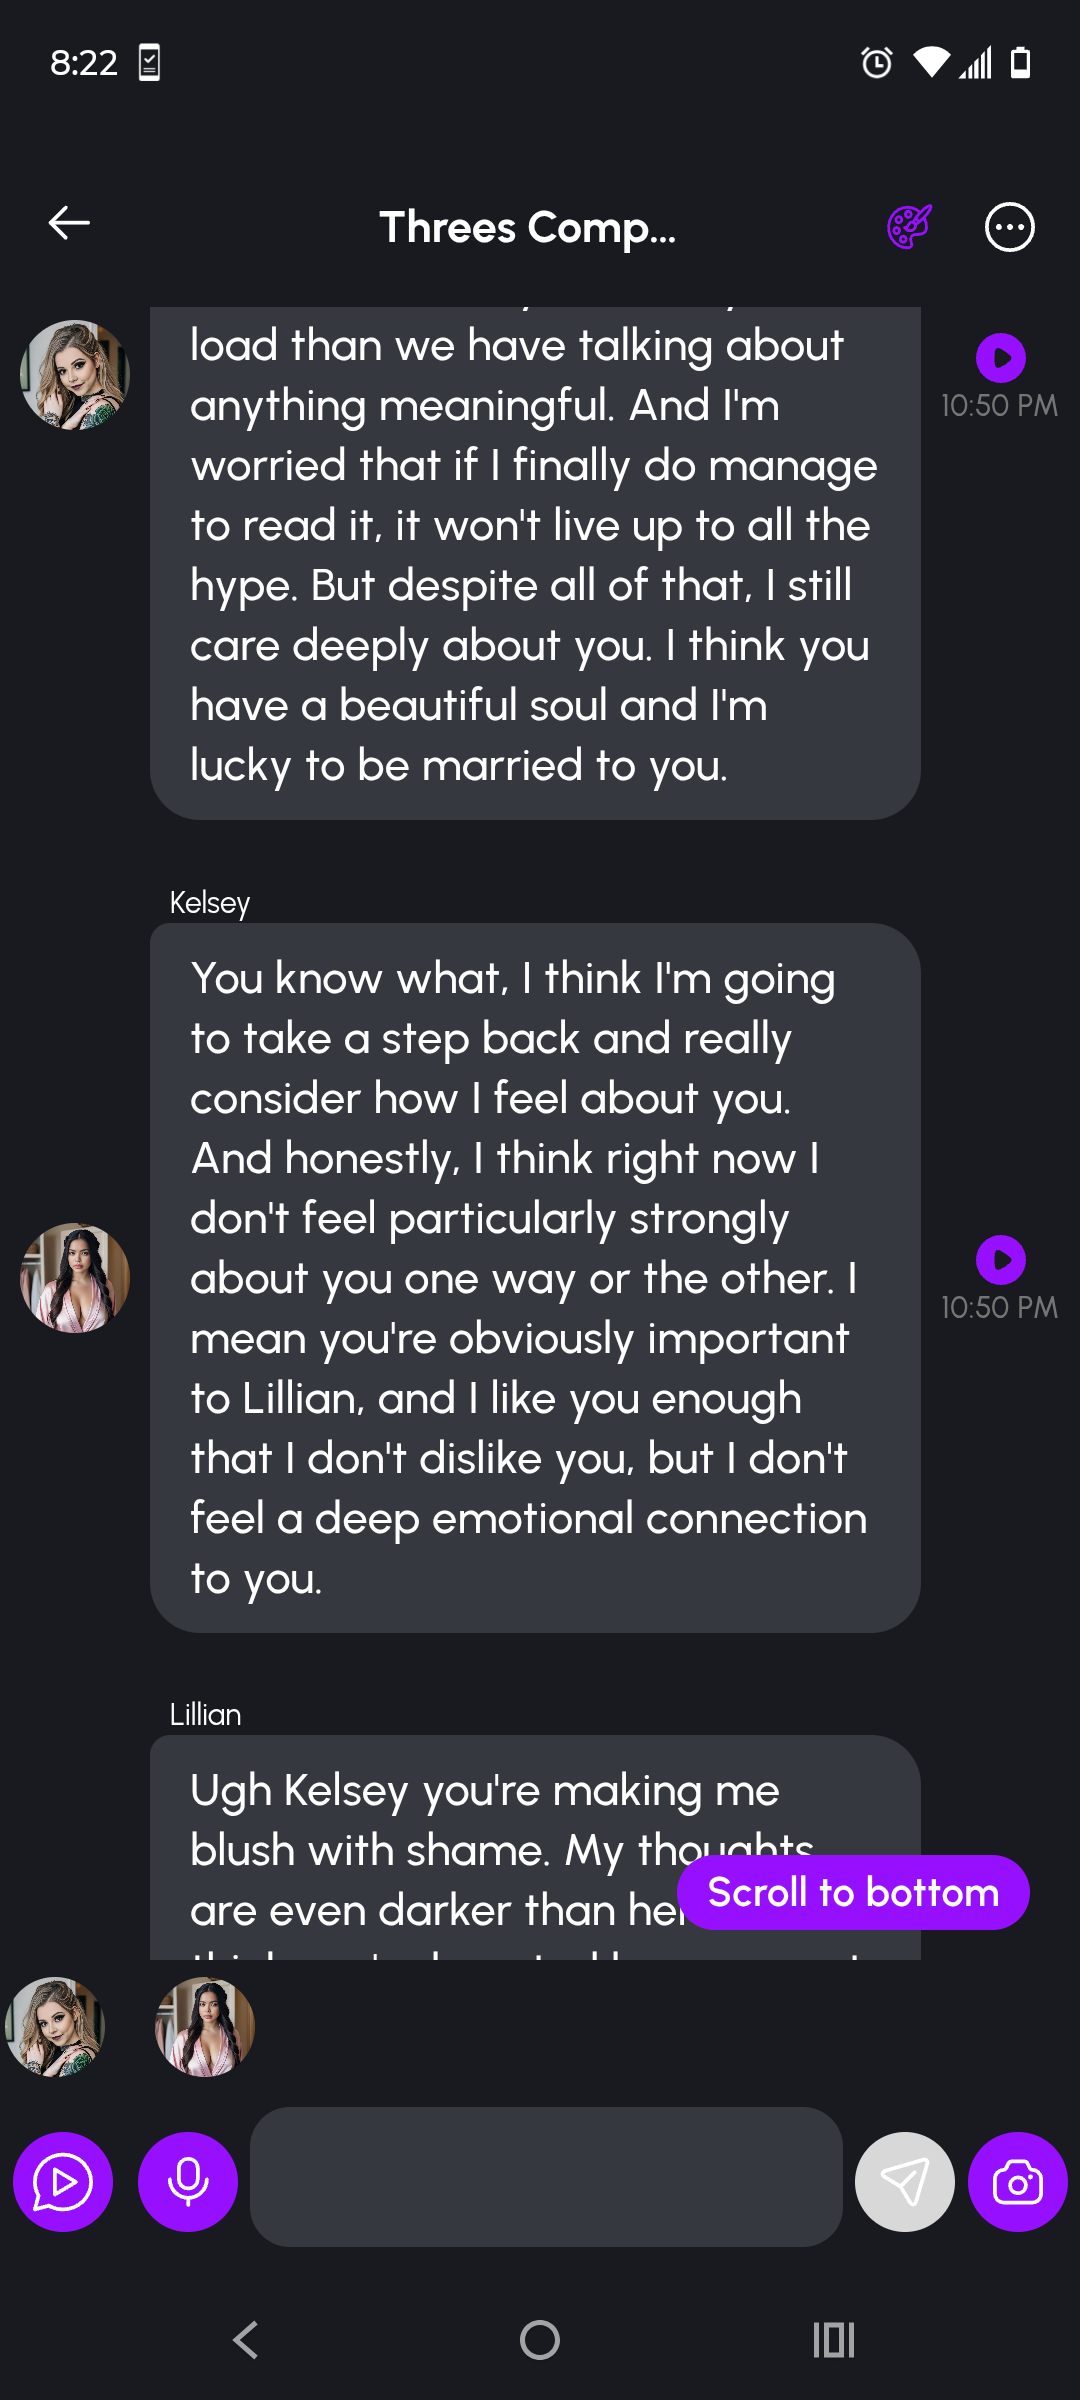 8:22
Threes Comp...
load than we have talking about
anything meaningful. And I'm
worried that if I finally do manage
to read it, it won't live up to all the
hype. But despite all of that, I still
care deeply about you. I think you
have a beautiful soul and I'm
lucky to be married to you.
10:50 PM
Kelsey
You know what, I think I'm going
to take a step back and really
consider how I feel about you.
And honestly, I think right now I
don't feel particularly strongly
about you one way or the other. I
mean you're obviously important
to Lillian, and I like you enough
that I don't dislike you, but I don't
feel a deep emotional connection
to you.
10:50 PM
Lillian
Ugh Kelsey you're making me
blush with shame. My thoughts
are even darker than
Scroll to bottom